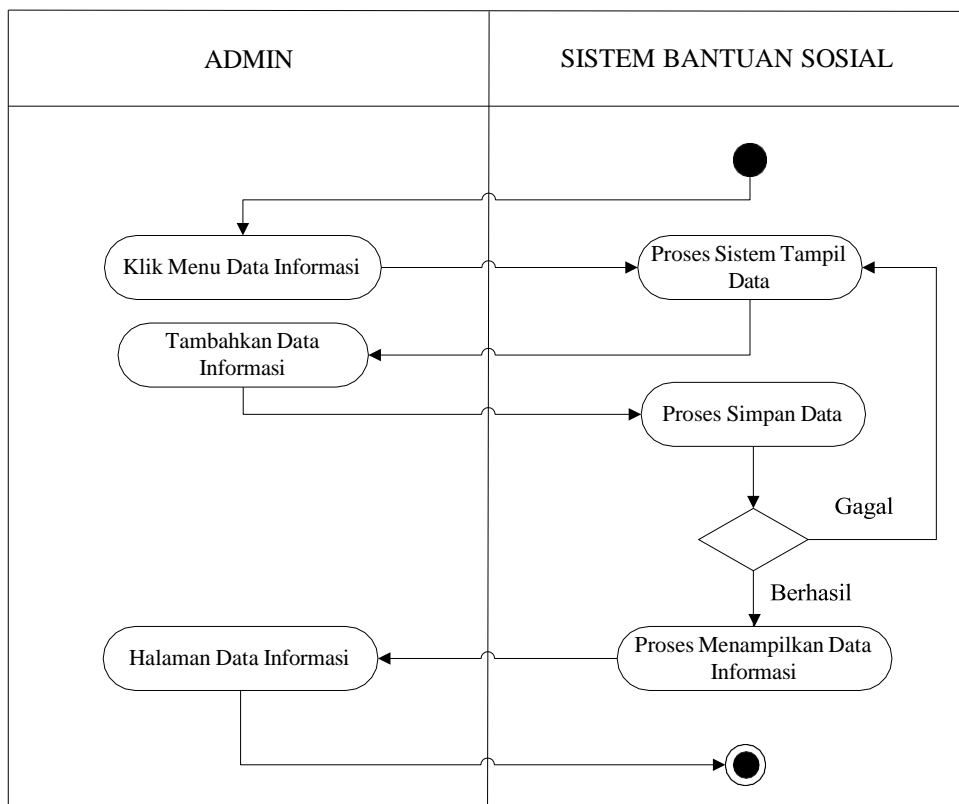 ADMIN
SISTEM BANTUAN SOSIAL
Klik Menu Data Informasi
Proses Sistem Tampil
Data
Tambahkan Data
Informasi
Proses Simpan Data
Gagal
Berhasil
Halaman Data Informasi
Proses Menampilkan Data
Informasi